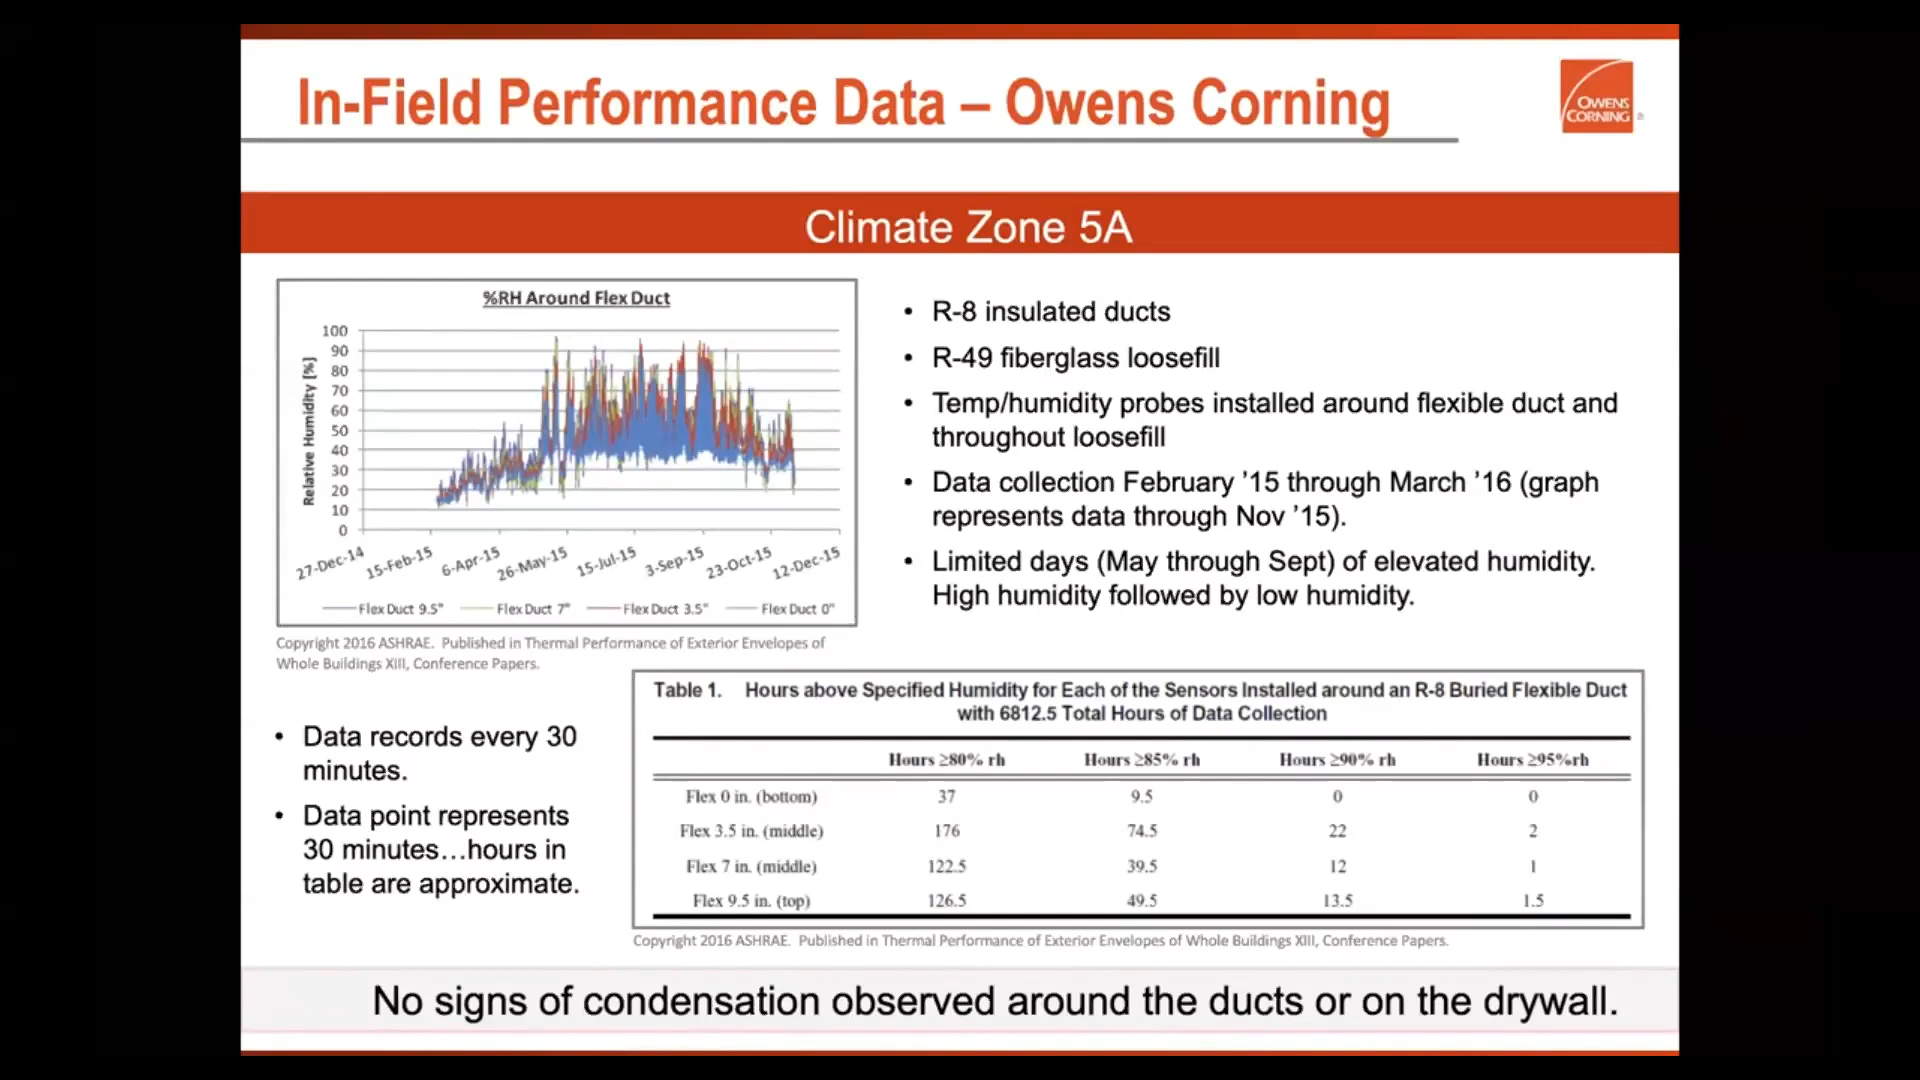 In-Field Performance Data – Owens Corning
OWENS
CORNING
®
Climate Zone 5A
%RH Around Flex Duct
Relative Humidity [%]
100
90
80
70
60
50
40
30
20
10
0
27-Dec-14
15-Feb-15
6-Apr-15
26-May-15
15-Jul-15
3-Sep-15
23-Oct-15
12-Dec-15
Flex Duct 9.5" Flex Duct 7" Flex Duct 3.5" Flex Duct 0"
Copyright 2016 ASHRAE. Published in Thermal Performance of Exterior Envelopes of
Whole Buildings XIII, Conference Papers.
• R-8 insulated ducts
• R-49 fiberglass loosefill
• Temp/humidity probes installed around flexible duct and
throughout loosefill
• Data collection February ’15 through March ’16 (graph
represents data through Nov ’15).
• Limited days (May through Sept) of elevated humidity.
High humidity followed by low humidity.
• Data records every 30
minutes.
• Data point represents
30 minutes…hours in
table are approximate.
Table 1. Hours above Specified Humidity for Each of the Sensors Installed around an R-8 Buried Flexible Duct
with 6812.5 Total Hours of Data Collection
Hours ≥80% rh Hours ≥85% rh Hours ≥90% rh Hours ≥95%rh
Flex 0 in. (bottom) 37 9.5 0 0
Flex 3.5 in. (middle) 176 74.5 22 2
Flex 7 in. (middle) 122.5 39.5 12 1
Flex 9.5 in. (top) 126.5 49.5 13.5 1.5
Copyright 2016 ASHRAE. Published in Thermal Performance of Exterior Envelopes of Whole Buildings XIII, Conference Papers.
No signs of condensation observed around the ducts or on the drywall.